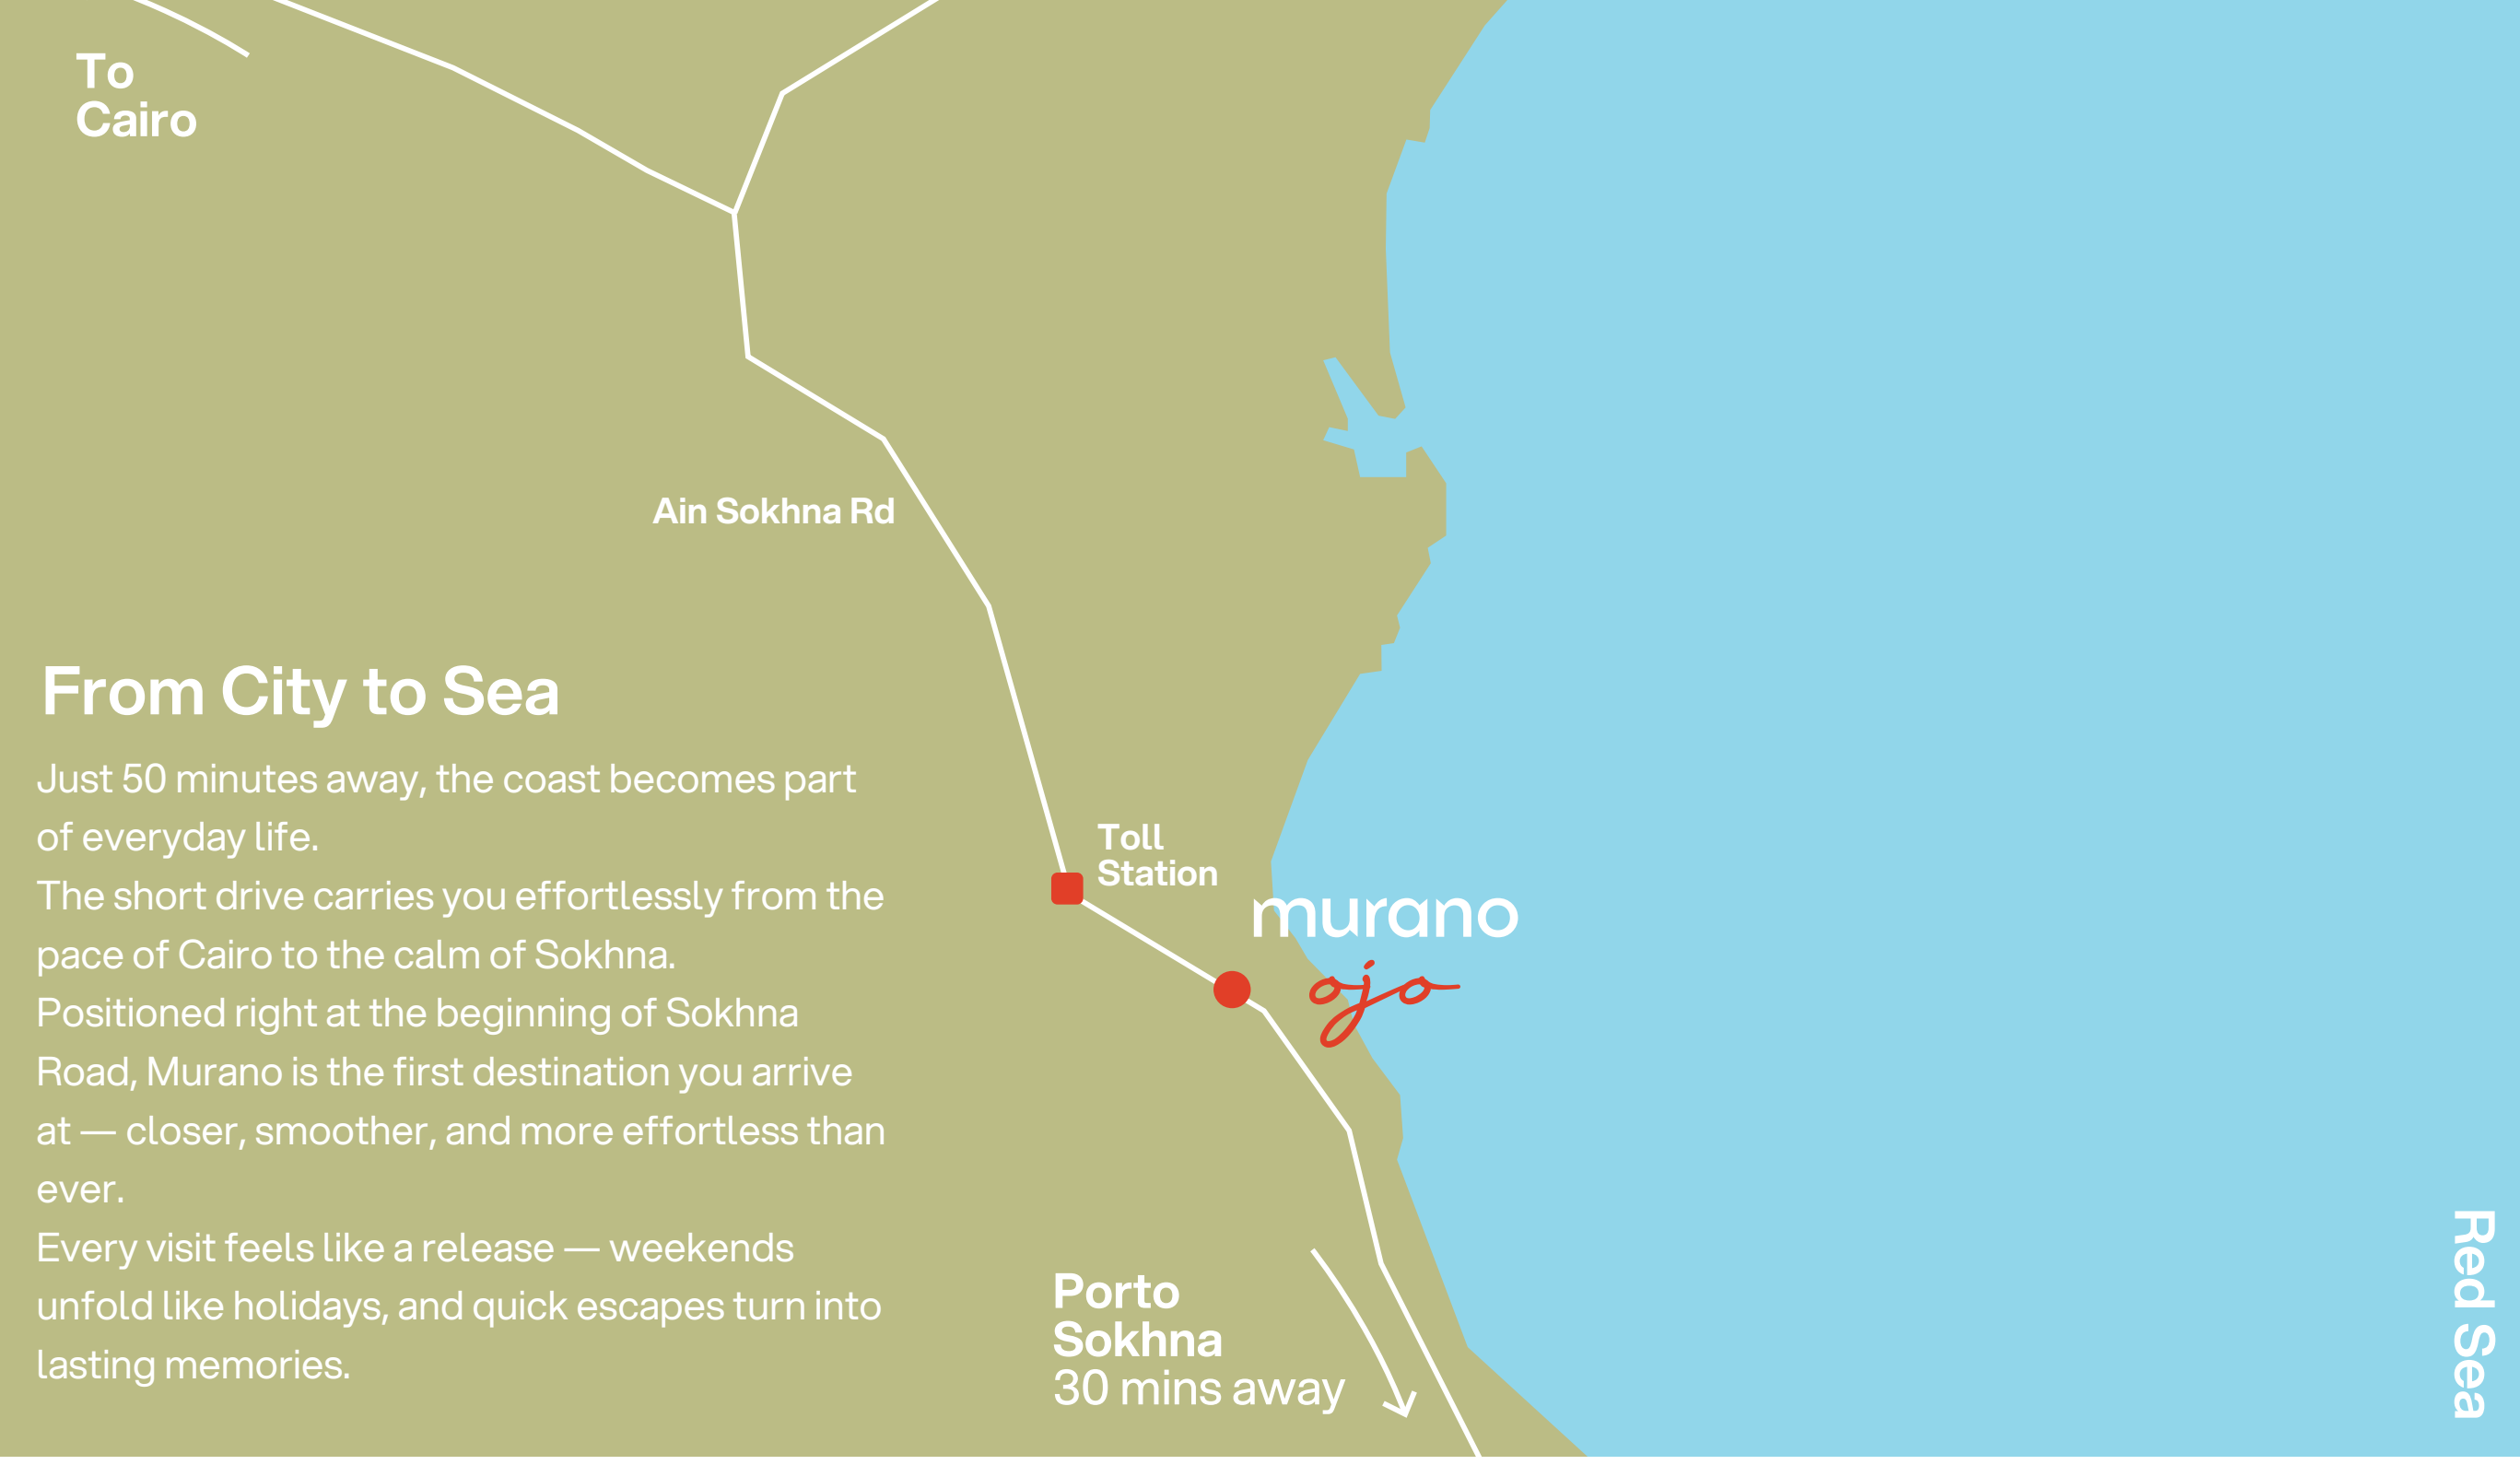 To
Cairo
Ain Sokhna Rd
From City to Sea
Just 50 minutes away, the coast becomes part
of everyday life.
The short drive carries you effortlessly from the
pace of Cairo to the calm of Sokhna.
Positioned right at the beginning of Sokhna
Road, Murano is the first destination you arrive
at — closer, smoother, and more effortless than
ever.
Every visit feels like a release — weekends
unfold like holidays, and quick escapes turn into
lasting memories.
Toll
Station
murano
ojo
Porto
Sokhna
30 mins away
Red Sea